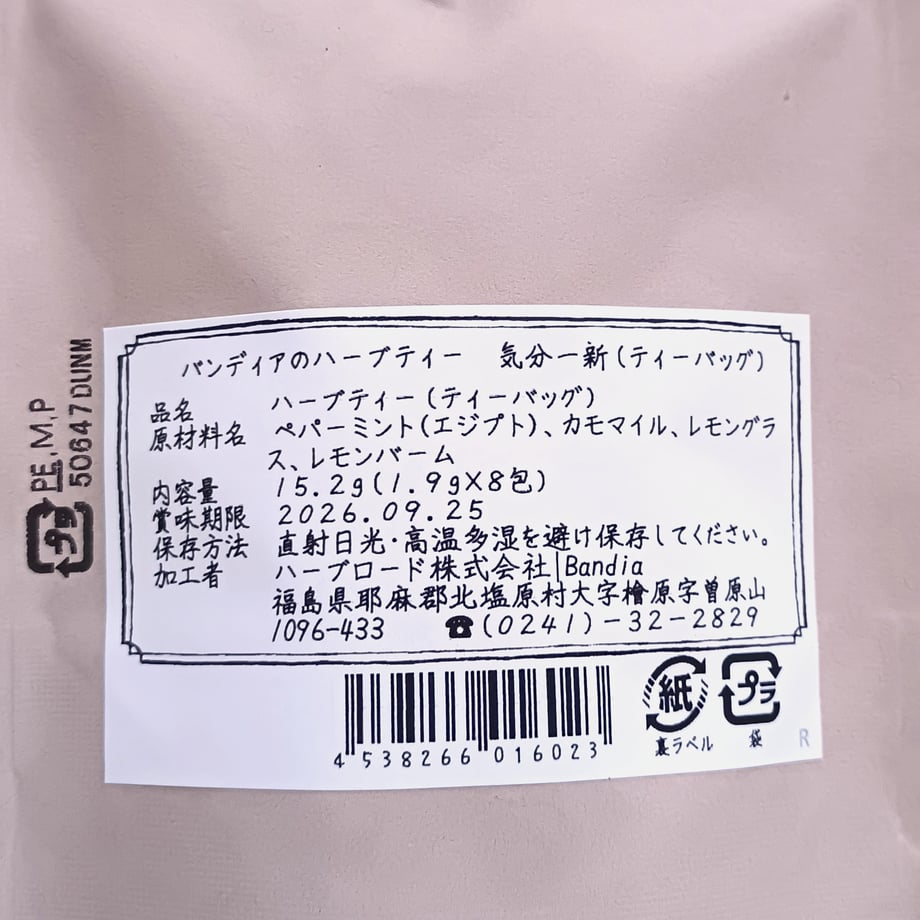 バンディアのハーブティー 気分一新(ティーバッグ)
品名 ハーブティー(ティーバッグ)
原材料名 ペパーミント(エジプト)、カモマイル、レモングラ
ス、レモンバーム
内容量 15.2g(1.9g×8包)
賞味期限 2026.09.25
保存方法 直射日光・高温多湿を避け保存してください。
加工者 ハーブロード株式会社|Bandia
福島県耶麻郡北塩原村大字檜原字曽原山
1096-433 ☎(0241)-32-2829
4 538266 016023
紙
裏ラベル
プラ
袋
R
プラ
PE,M,P
50647DUNM